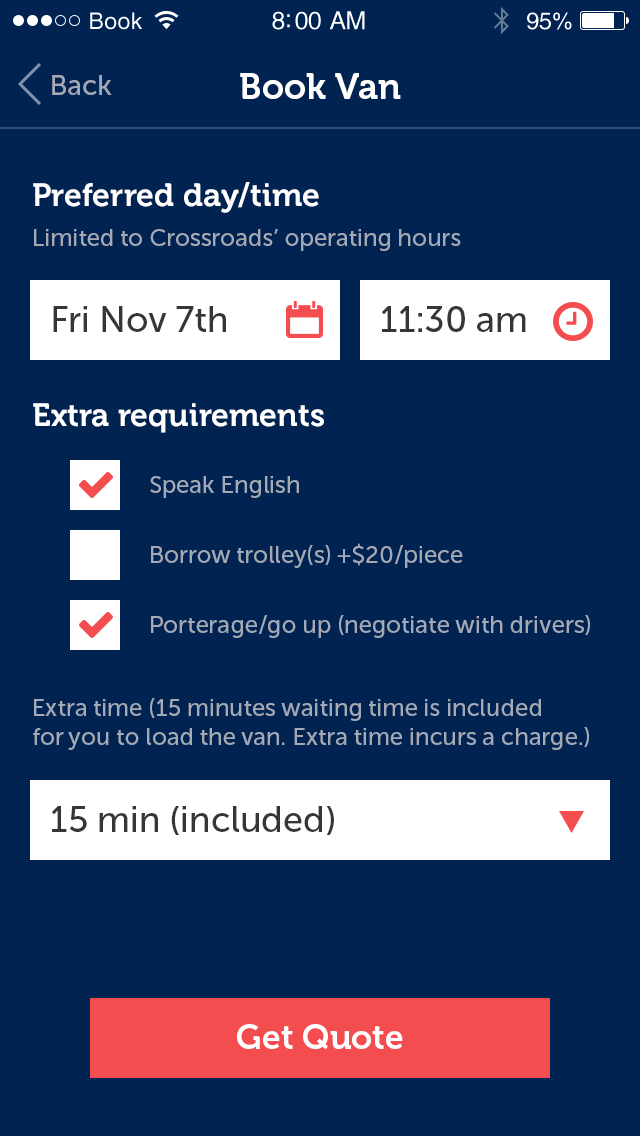 Book 8:00 AM 95%
Back Book Van
Preferred day/time
Limited to Crossroads’ operating hours
Fri Nov 7th 11:30 am
Extra requirements
Speak English
Borrow trolley(s) +$20/piece
Porterage/go up (negotiate with drivers)
Extra time (15 minutes waiting time is included
for you to load the van. Extra time incurs a charge.)
15 min (included)
Get Quote